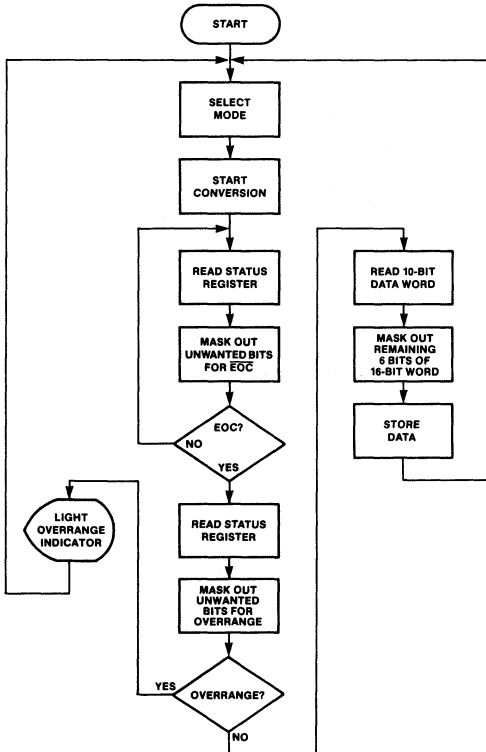 START
SELECT
MODE
START
CONVERSION
READ STATUS
REGISTER
MASK OUT
UNWANTED BITS
FOR E̅O̅C̅
EOC?
NO
YES
READ STATUS
REGISTER
MASK OUT
UNWANTED
BITS FOR
OVERRANGE
OVERRANGE?
YES
NO
LIGHT
OVERRANGE
INDICATOR
READ 10-BIT
DATA WORD
MASK OUT
REMAINING
6 BITS OF
16-BIT WORD
STORE
DATA